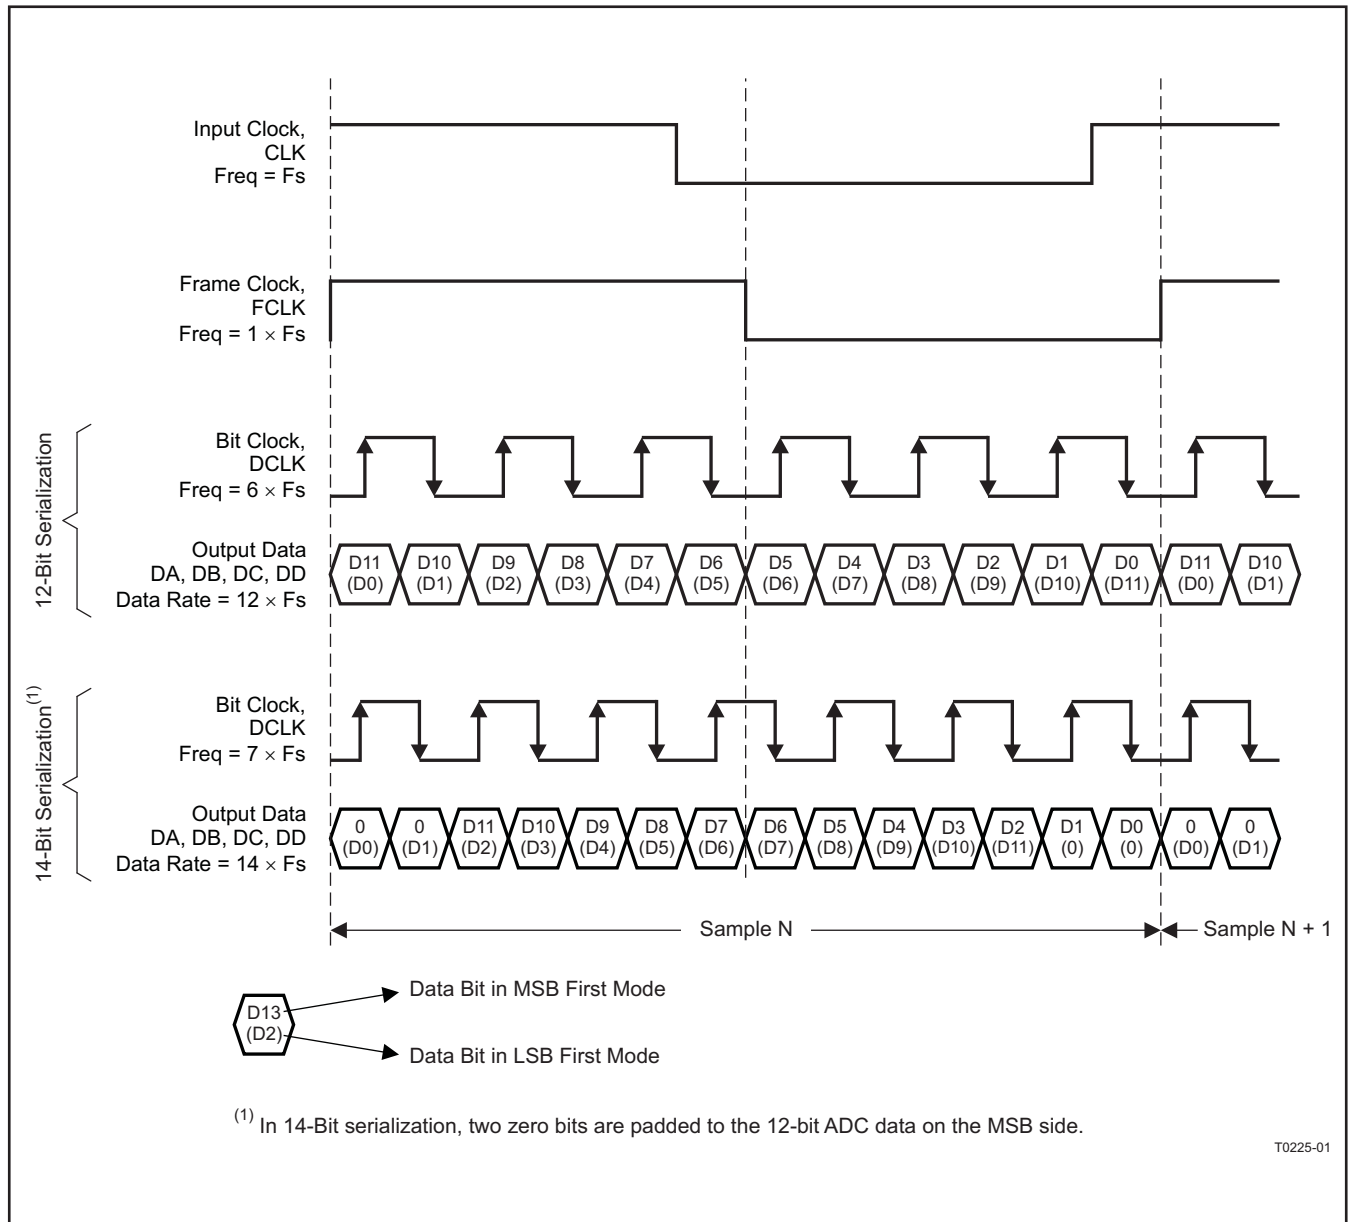 Input Clock,
CLK
Freq = Fs
Frame Clock,
FCLK
Freq = 1 × Fs
12-Bit Serialization
Bit Clock,
DCLK
Freq = 6 × Fs
Output Data
DA, DB, DC, DD
Data Rate = 12 × Fs
D11 D10 D9 D8 D7 D6 D5 D4 D3 D2 D1 D0 D11 D10
(D0) (D1) (D2) (D3) (D4) (D5) (D6) (D7) (D8) (D9) (D10) (D11) (D0) (D1)
14-Bit Serialization(1)
Bit Clock,
DCLK
Freq = 7 × Fs
Output Data
DA, DB, DC, DD
Data Rate = 14 × Fs
0 0 D11 D10 D9 D8 D7 D6 D5 D4 D3 D2 D1 D0 0 0
(D0) (D1) (D2) (D3) (D4) (D5) (D6) (D7) (D8) (D9) (D10) (D11) (0) (0) (D0) (D1)
Sample N
Sample N + 1
D13
(D2)
Data Bit in MSB First Mode
Data Bit in LSB First Mode
(1) In 14-Bit serialization, two zero bits are padded to the 12-bit ADC data on the MSB side.
T0225-01